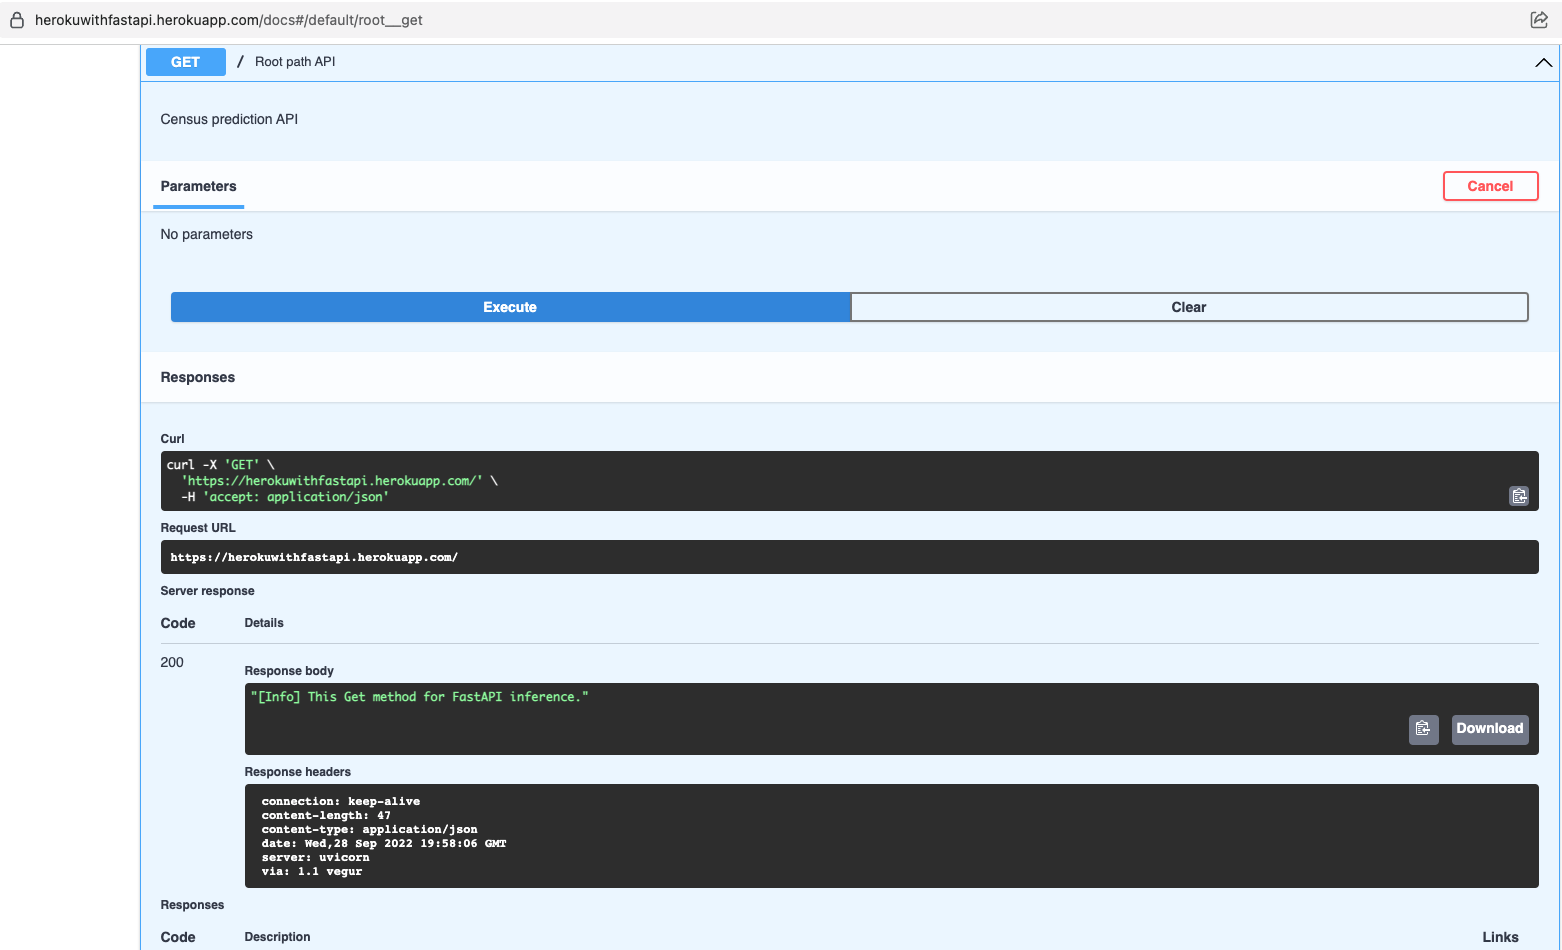 herokuwithfastapi.herokuapp.com/docs#/default/root__get
GET / Root path API
Census prediction API
Parameters Cancel
No parameters
Execute Clear
Responses
Curl
curl -X 'GET' \
'https://herokuwithfastapi.herokuapp.com/' \
-H 'accept: application/json'
Request URL
https://herokuwithfastapi.herokuapp.com/
Server response
Code Details
200
Response body
"[Info] This Get method for FastAPI inference."
Download
Response headers
connection: keep-alive
content-length: 47
content-type: application/json
date: Wed,28 Sep 2022 19:58:06 GMT
server: uvicorn
via: 1.1 vegur
Responses
Code Description Links